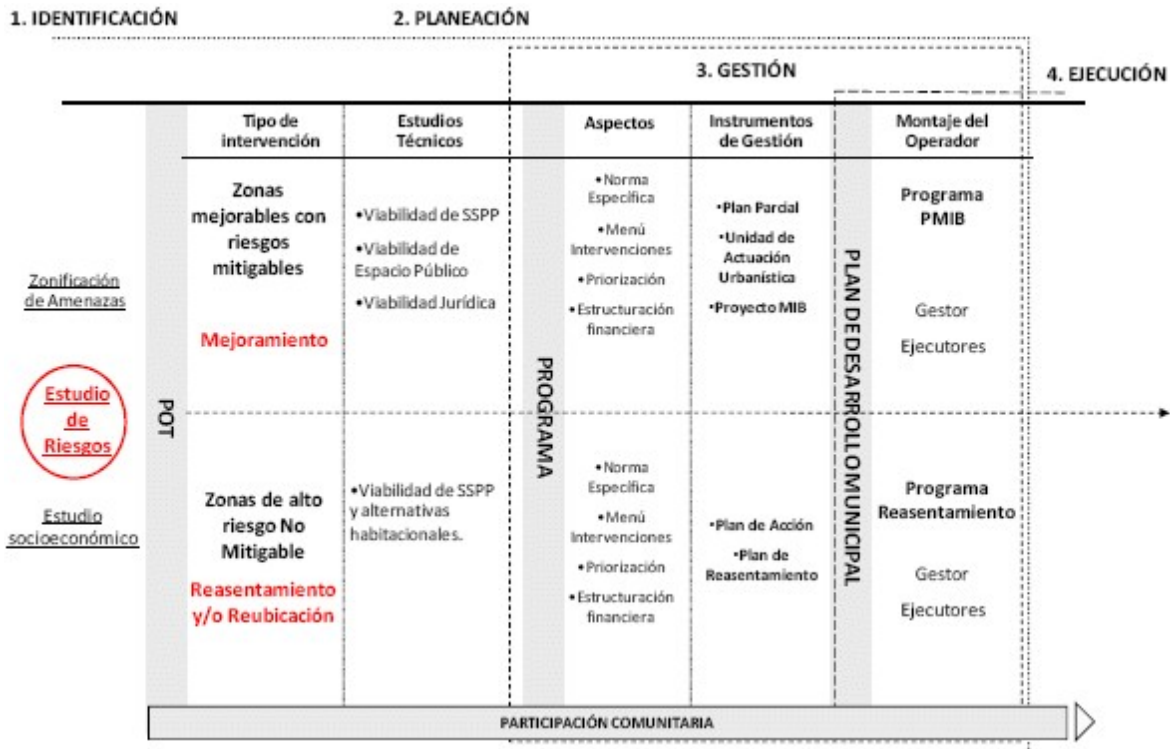 1. IDENTIFICACIÓN
2. PLANEACIÓN
3. GESTIÓN
4. EJECUCIÓN
Tipo de
intervención
Estudios
Técnicos
Aspectos
Instrumentos
de Gestión
Montaje del
Operador
Zonificación
de Amenazas
Estudio
de
Riesgos
Estudio
socioeconómico
POT
Zonas
mejorables con
riesgos
mitigables
Mejoramiento
•Viabilidad de SSPP
•Viabilidad de
Espacio Público
•Viabilidad Jurídica
PROGRAMA
•Norma
Específica
•Menú
Intervenciones
•Priorización
•Estructuración
financiera
•Plan Parcial
•Unidad de
Actuación
Urbanística
•Proyecto MIB
PLAN DE DESARROLLO MUNICIPAL
Programa
PMIB
Gestor
Ejecutores
Zonas de alto
riesgo No
Mitigable
Reasentamiento
y/o Reubicación
•Viabilidad de SSPP
y alternativas
habitacionales.
•Norma
Específica
•Menú
Intervenciones
•Priorización
•Estructuración
financiera
•Plan de Acción
•Plan de
Reasentamiento
Programa
Reasentamiento
Gestor
Ejecutores
PARTICIPACIÓN COMUNITARIA